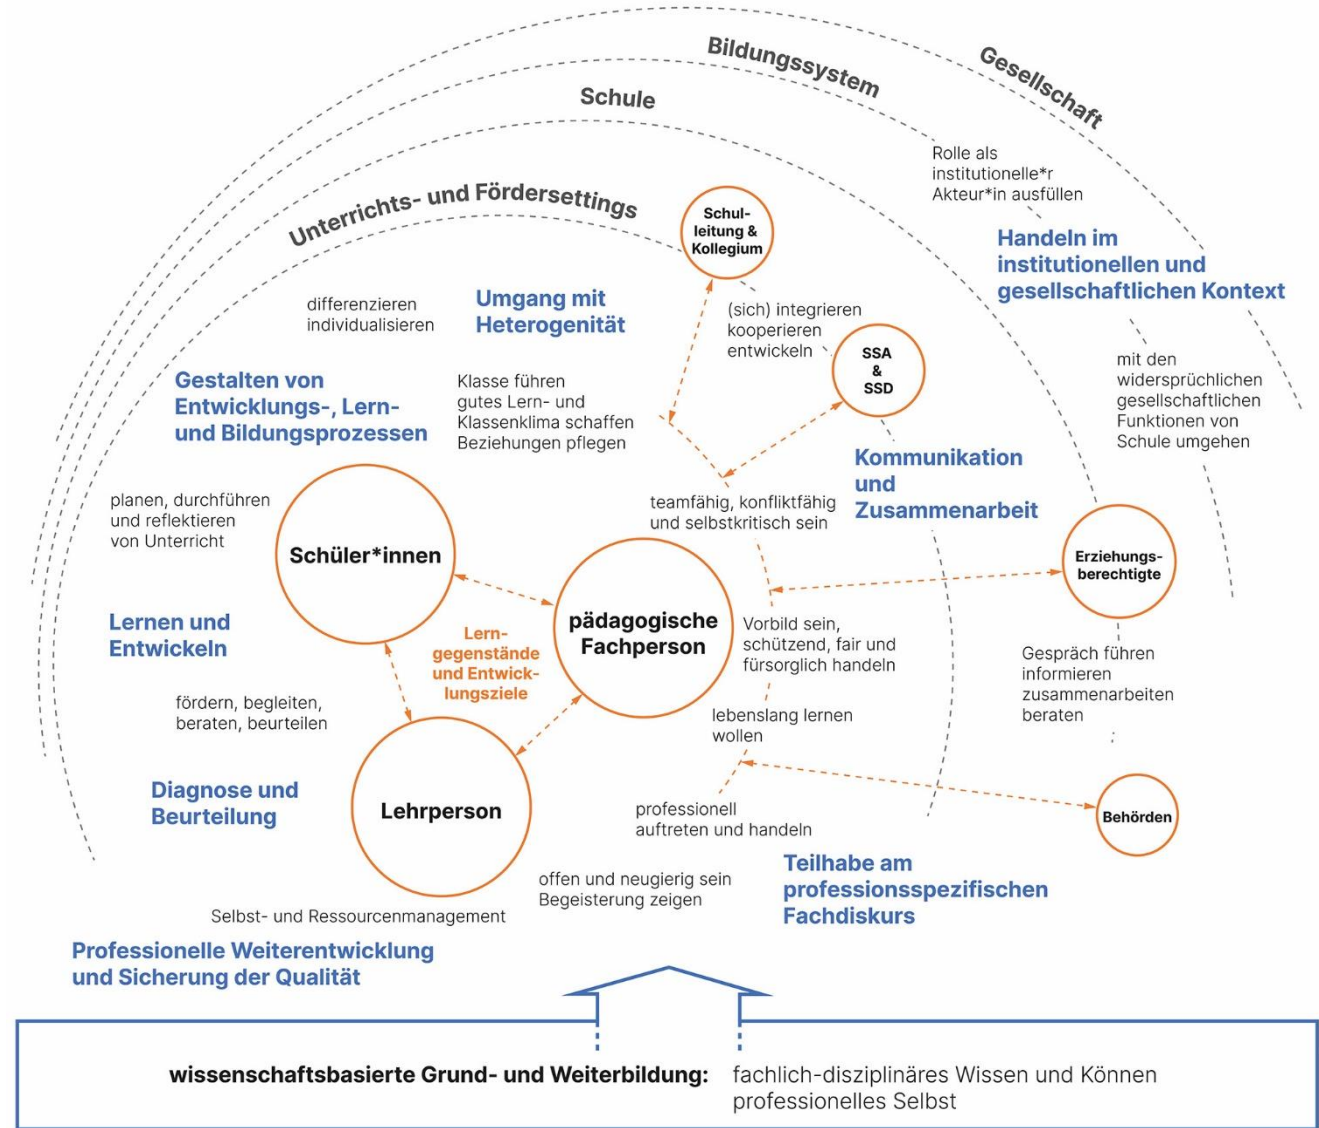 Gesellschaft
Bildungssystem
Schule
Unterrichts- und Fördersettings
Rolle als
institutionelle*r
Akteur*in ausfüllen
Schul-
leitung &
Kollegium
Handeln im
institutionellen und
gesellschaftlichen Kontext
differenzieren
individualisieren
Umgang mit
Heterogenität
(sich) integrieren
kooperieren
entwickeln
SSA
&
SSD
mit den
widersprüchlichen
gesellschaftlichen
Funktionen von
Schule umgehen
Gestalten von
Entwicklungs-, Lern-
und Bildungsprozessen
Klasse führen
gutes Lern- und
Klassenklima schaffen
Beziehungen pflegen
Kommunikation
und
Zusammenarbeit
planen, durchführen
und reflektieren
von Unterricht
Schüler*innen
teamfähig, konfliktfähig
und selbstkritisch sein
Erziehungs-
berechtigte
Lernen und
Entwickeln
Lern-
gegenstände
und Entwick-
lungsziele
pädagogische
Fachperson
Vorbild sein,
schützend, fair und
fürsorglich handeln
Gespräch führen
informieren
zusammenarbeiten
beraten
fördern, begleiten,
beraten, beurteilen
lebenslang lernen
wollen
Diagnose und
Beurteilung
Lehrperson
professionell
auftreten und handeln
Behörden
offen und neugierig sein
Begeisterung zeigen
Teilhabe am
professionsspezifischen
Fachdiskurs
Selbst- und Ressourcenmanagement
Professionelle Weiterentwicklung
und Sicherung der Qualität
wissenschaftsbasierte Grund- und Weiterbildung: fachlich-disziplinäres Wissen und Können
professionelles Selbst